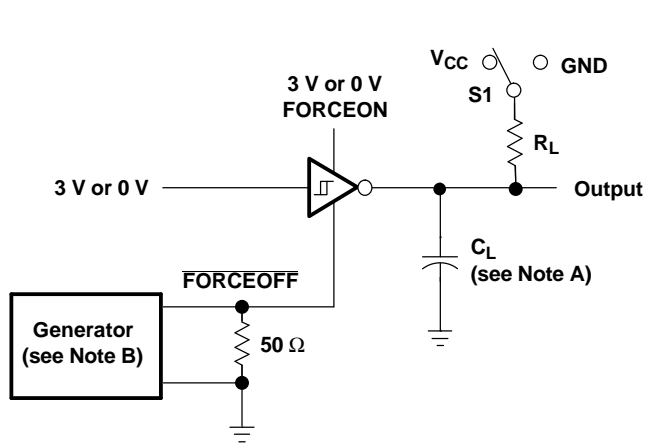 VCC
GND
S1
3 V or 0 V
FORCEON
RL
3 V or 0 V
Output
CL
(see Note A)
FORCEOFF
Generator
(see Note B)
50 Ω